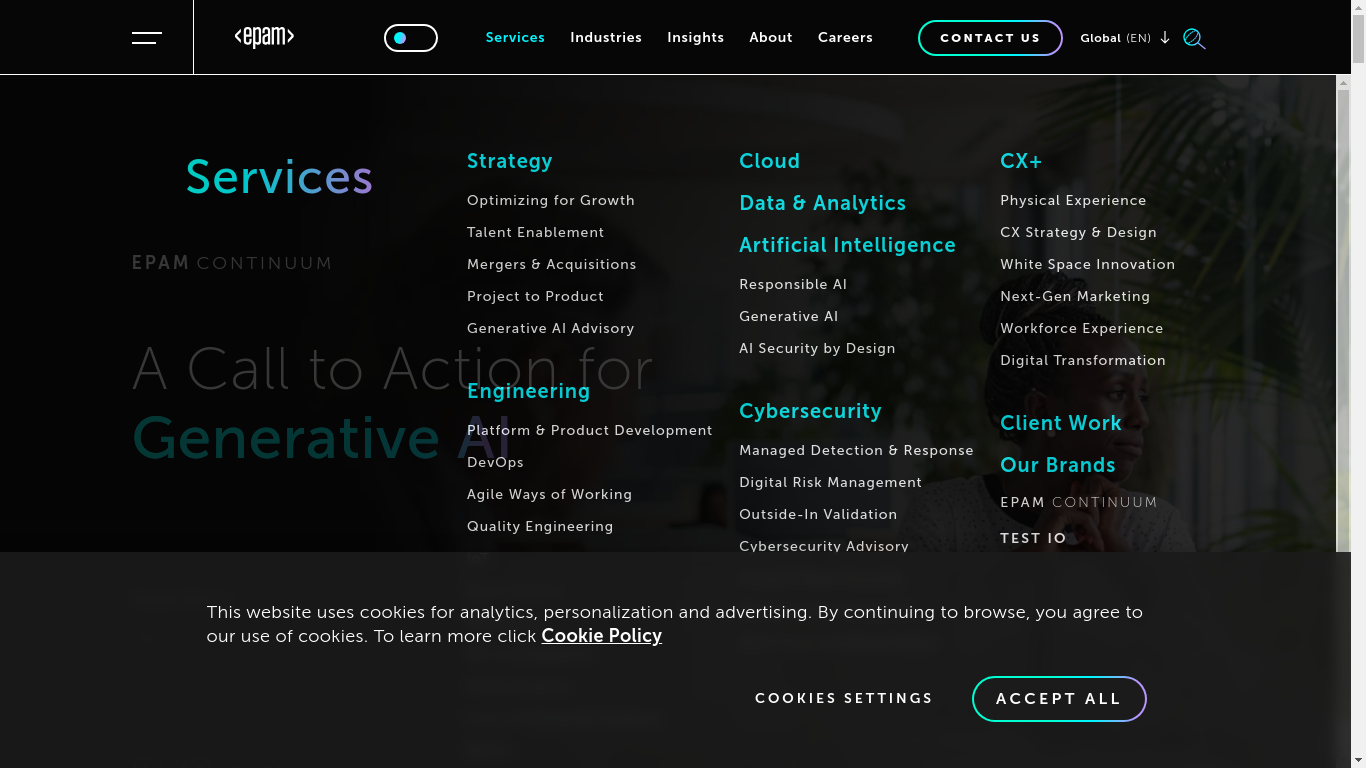 <epam>
Services
Industries
Insights
About
Careers
CONTACT US
Global (EN)
Services
EPAM CONTINUUM
A Call to Action for
Generative AI
Strategy
Optimizing for Growth
Talent Enablement
Mergers & Acquisitions
Project to Product
Generative AI Advisory
Engineering
Platform & Product Development
DevOps
Agile Ways of Working
Quality Engineering
Cloud
Data & Analytics
Artificial Intelligence
Responsible AI
Generative AI
AI Security by Design
Cybersecurity
Managed Detection & Response
Digital Risk Management
Outside-In Validation
Cybersecurity Advisory
CX+
Physical Experience
CX Strategy & Design
White Space Innovation
Next-Gen Marketing
Workforce Experience
Digital Transformation
Client Work
Our Brands
EPAM CONTINUUM
TEST IO
This website uses cookies for analytics, personalization and advertising. By continuing to browse, you agree to
our use of cookies. To learn more click Cookie Policy
COOKIES SETTINGS
ACCEPT ALL